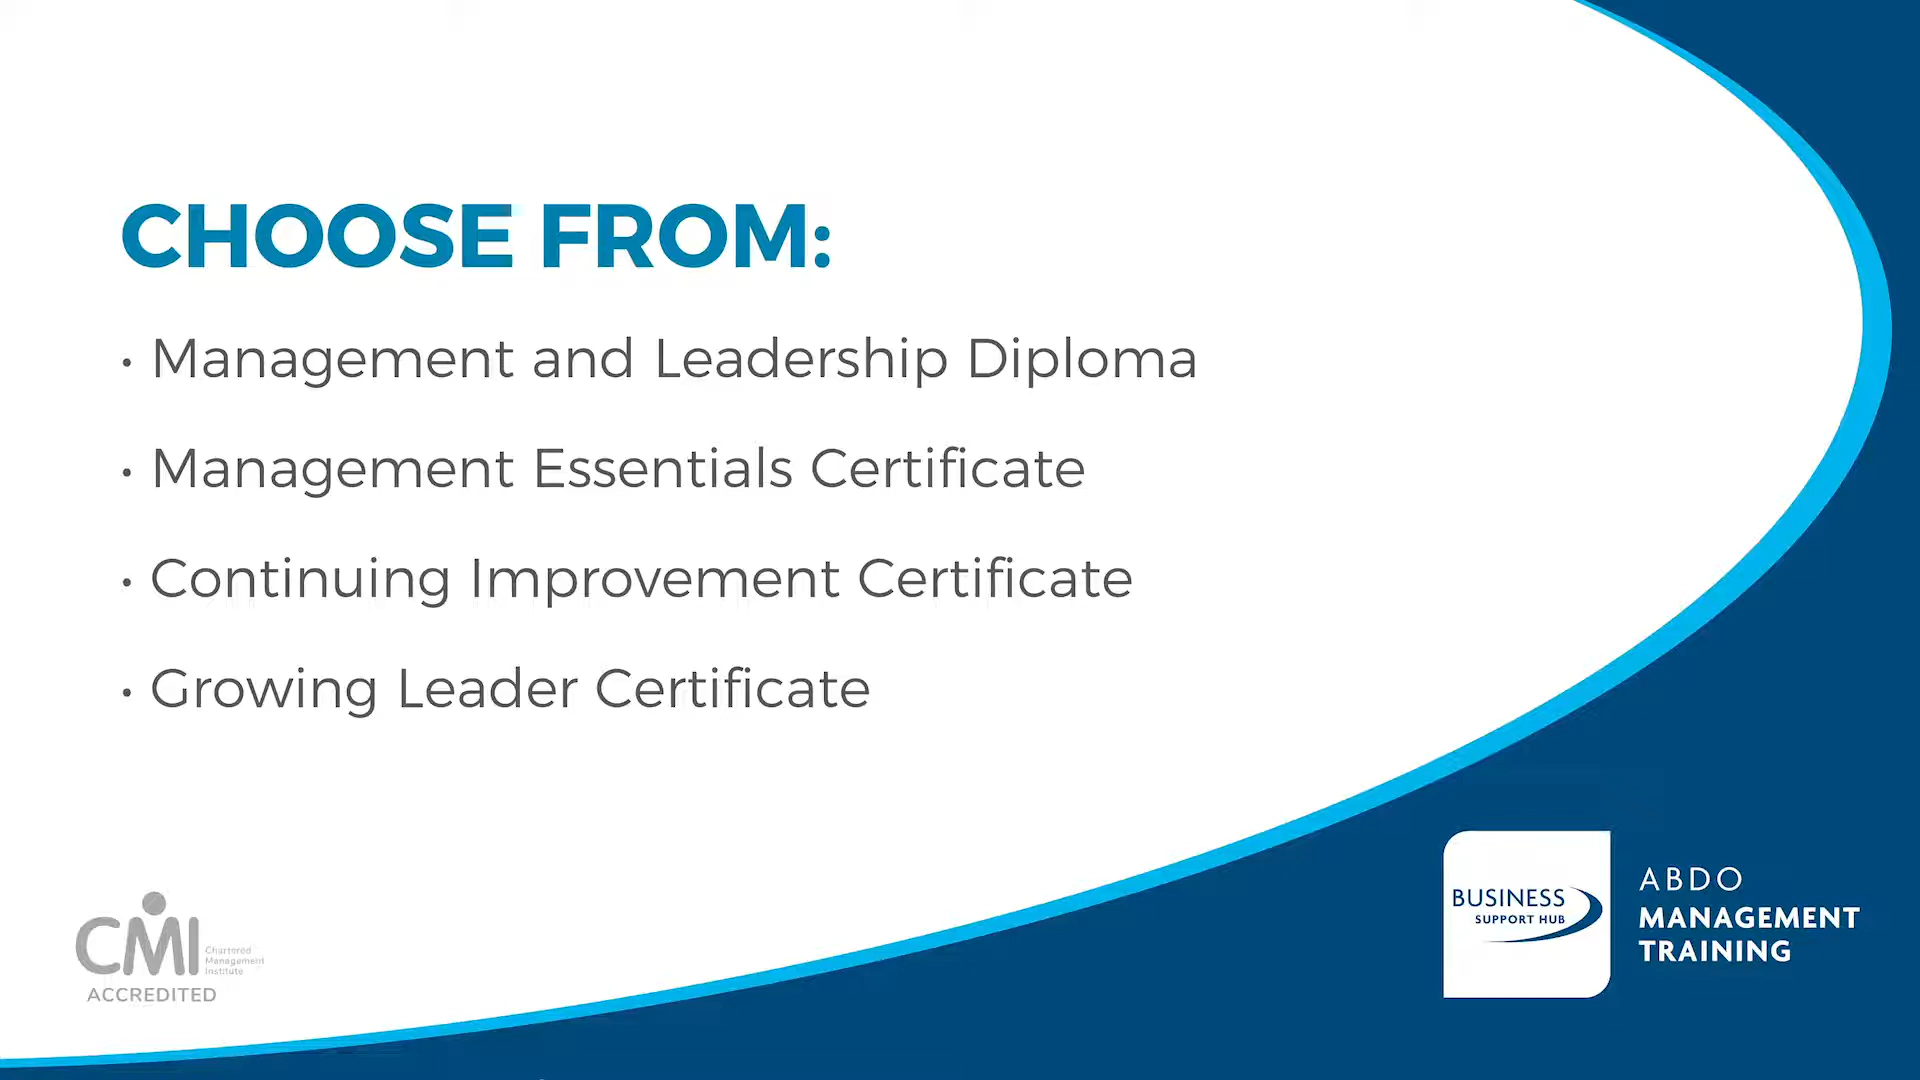 CHOOSE FROM:
• Management and Leadership Diploma
• Management Essentials Certificate
• Continuing Improvement Certificate
• Growing Leader Certificate
CMI
Chartered
Management
Institute
ACCREDITED
BUSINESS
SUPPORT HUB
ABDO
MANAGEMENT
TRAINING